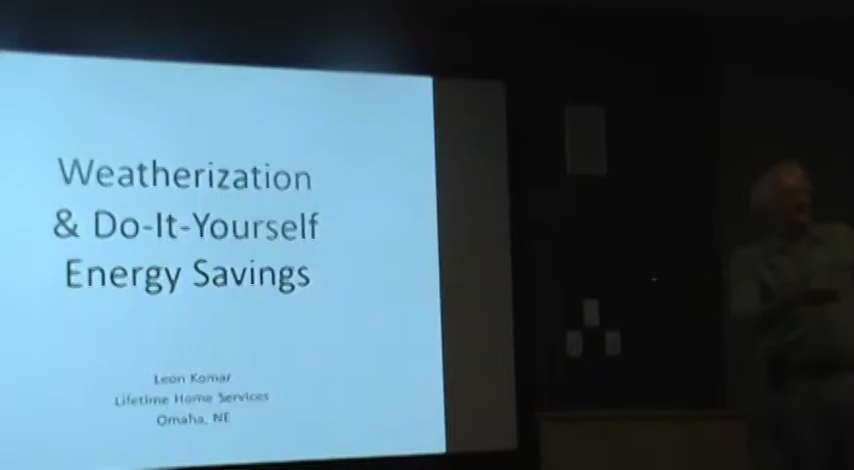 Weatherization
& Do-It-Yourself
Energy Savings
Leon Komar
Lifetime Home Services
Omaha, NE